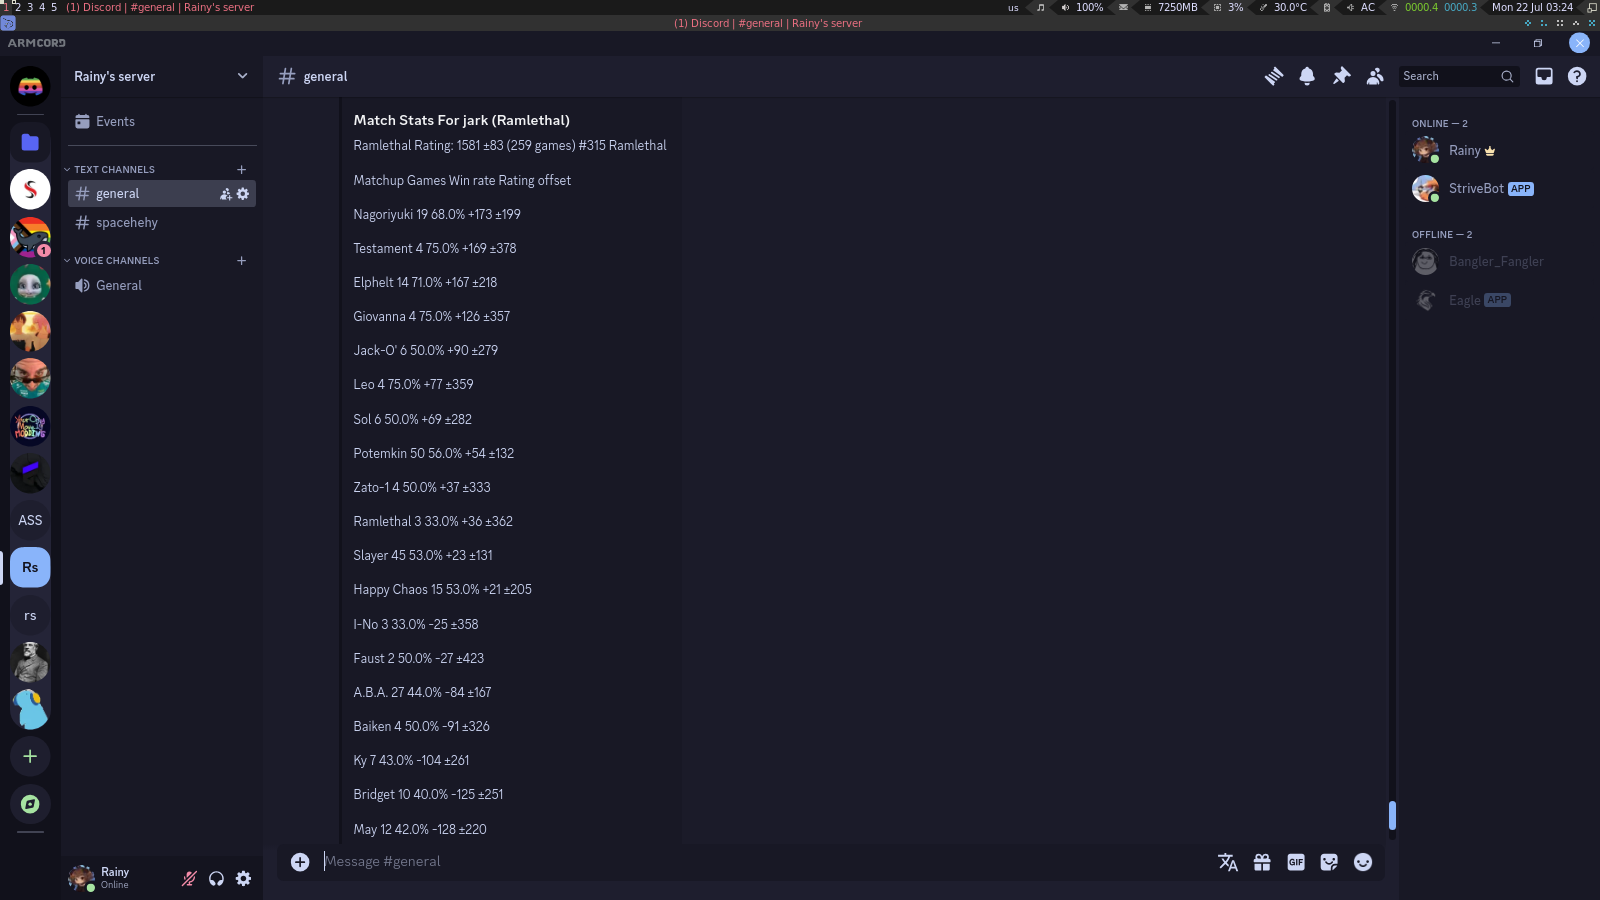 1 2 3 4 5 (1) Discord | #general | Rainy's server
us 100% 7250MB 3% 30.0°C AC 0000.4 0000.3 Mon 22 Jul 03:24
(1) Discord | #general | Rainy's server
ARMCORD
Rainy's server
Events
TEXT CHANNELS
general
spacehehy
VOICE CHANNELS
General
1
ASS
Rs
rs
Rainy
Online
general
Search
Match Stats For jark (Ramlethal)
Ramlethal Rating: 1581 ±83 (259 games) #315 Ramlethal
Matchup Games Win rate Rating offset
Nagoriyuki 19 68.0% +173 ±199
Testament 4 75.0% +169 ±378
Elphelt 14 71.0% +167 ±218
Giovanna 4 75.0% +126 ±357
Jack-O' 6 50.0% +90 ±279
Leo 4 75.0% +77 ±359
Sol 6 50.0% +69 ±282
Potemkin 50 56.0% +54 ±132
Zato-1 4 50.0% +37 ±333
Ramlethal 3 33.0% +36 ±362
Slayer 45 53.0% +23 ±131
Happy Chaos 15 53.0% +21 ±205
I-No 3 33.0% -25 ±358
Faust 2 50.0% -27 ±423
A.B.A. 27 44.0% -84 ±167
Baiken 4 50.0% -91 ±326
Ky 7 43.0% -104 ±261
Bridget 10 40.0% -125 ±251
May 12 42.0% -128 ±220
Message #general
GIF
ONLINE — 2
Rainy
StriveBot APP
OFFLINE — 2
Bangler_Fangler
Eagle APP